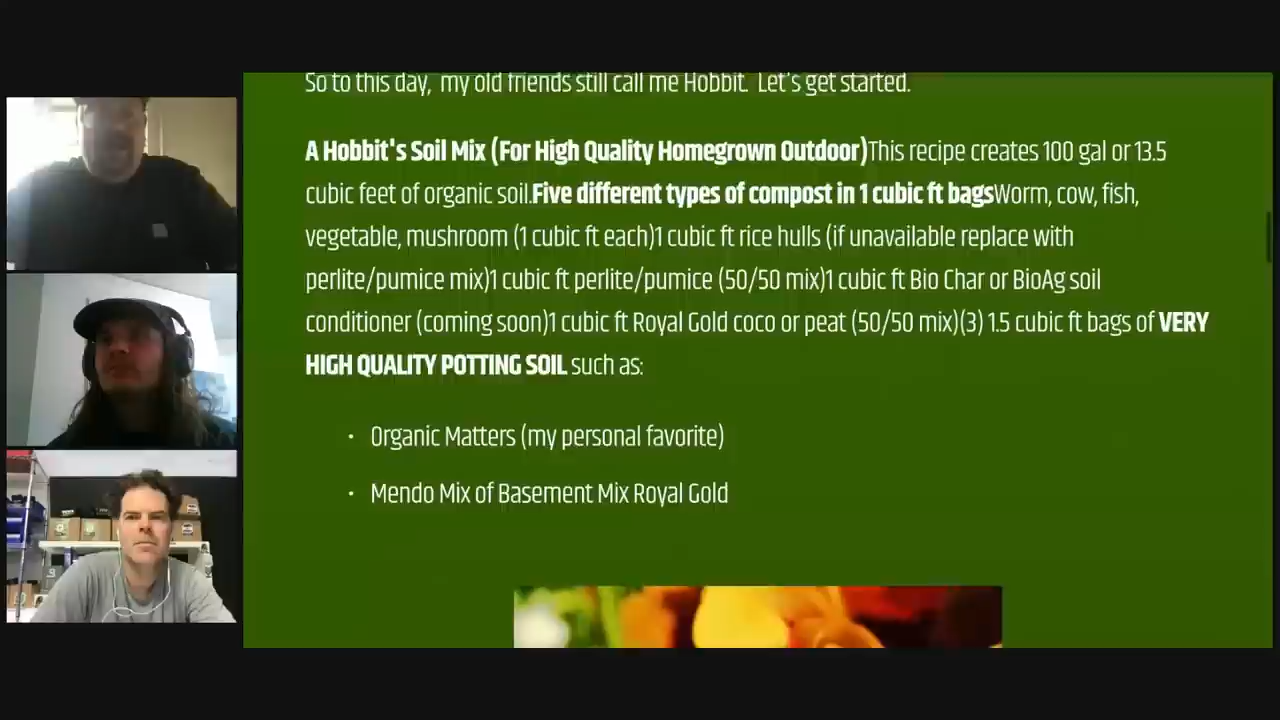 So to this day, my old friends still call me Hobbit. Let's get started.
A Hobbit's Soil Mix (For High Quality Homegrown Outdoor)This recipe creates 100 gal or 13.5
cubic feet of organic soil.Five different types of compost in 1 cubic ft bagsWorm, cow, fish,
vegetable, mushroom (1 cubic ft each)1 cubic ft rice hulls (if unavailable replace with
perlite/pumice mix)1 cubic ft perlite/pumice (50/50 mix)1 cubic ft Bio Char or BioAg soil
conditioner (coming soon)1 cubic ft Royal Gold coco or peat (50/50 mix)(3) 1.5 cubic ft bags of VERY
HIGH QUALITY POTTING SOIL such as:
• Organic Matters (my personal favorite)
• Mendo Mix of Basement Mix Royal Gold